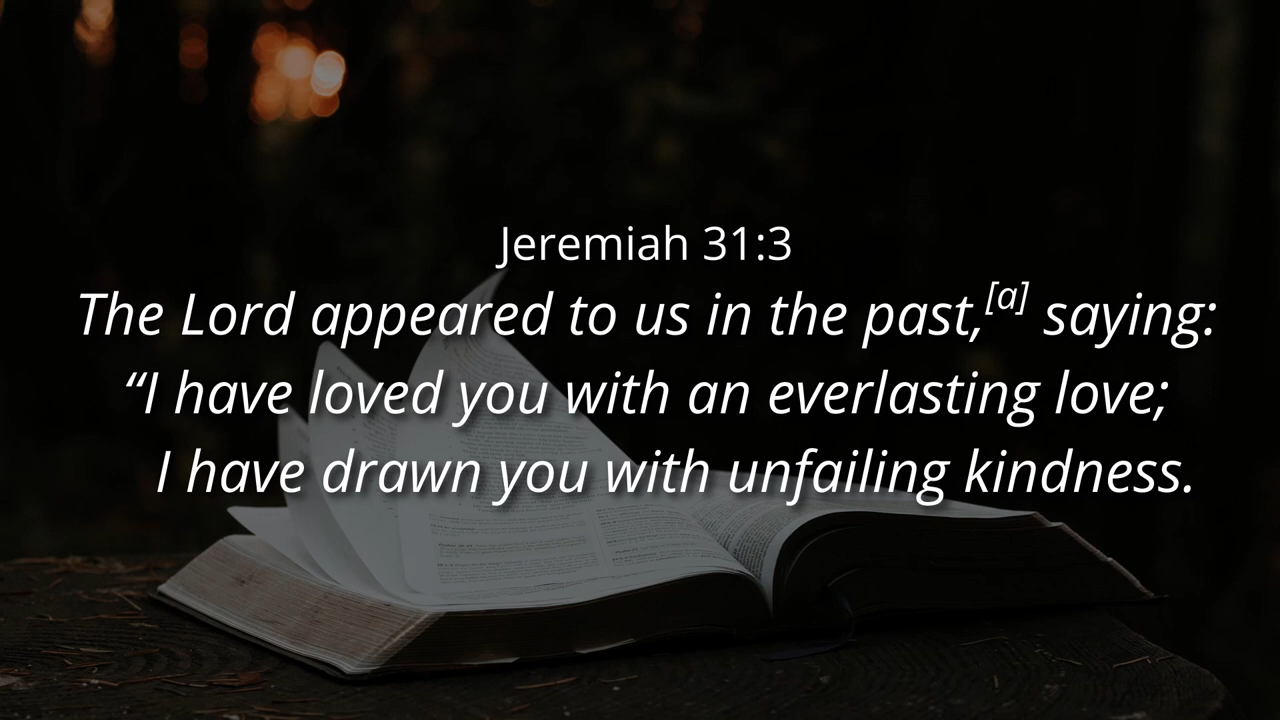 Jeremiah 31:3
The Lord appeared to us in the past,[a] saying:
“I have loved you with an everlasting love;
I have drawn you with unfailing kindness.